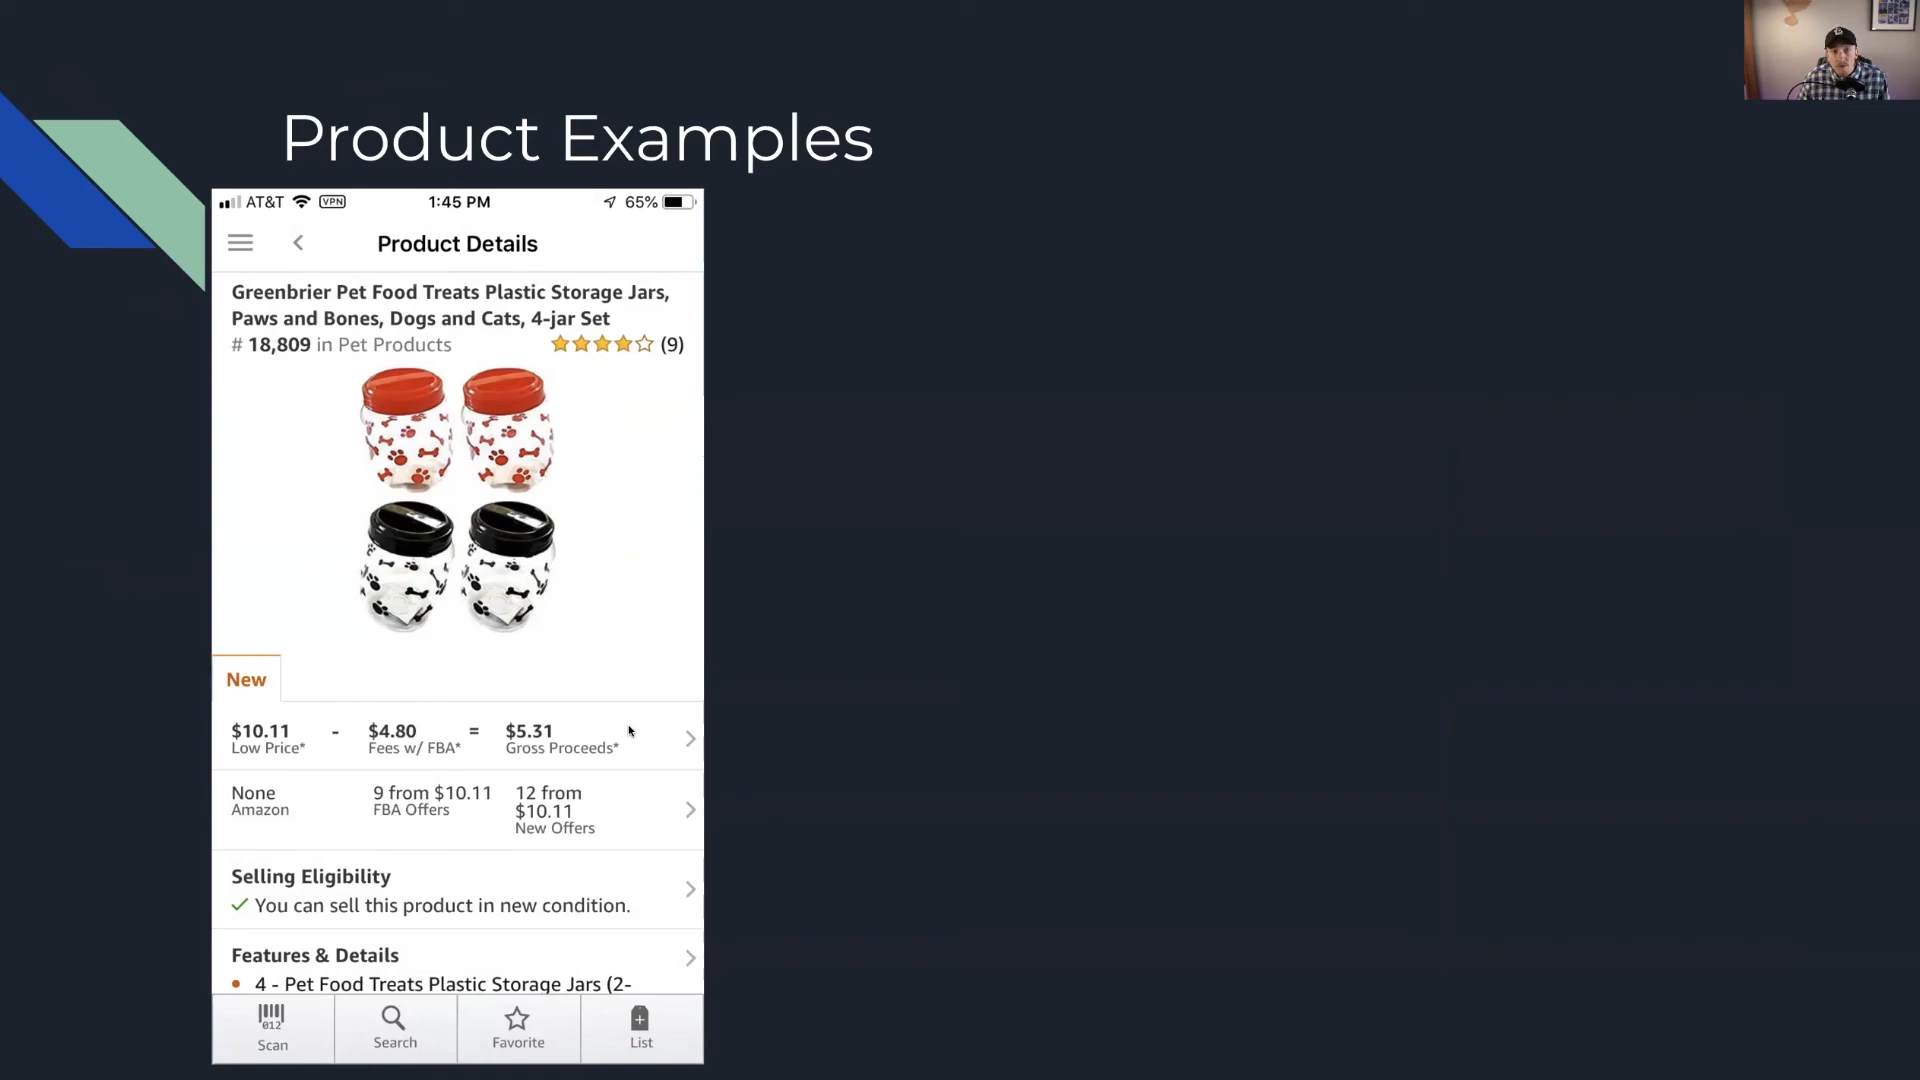 Product Examples
AT&T VPN 1:45 PM 65%
Product Details
Greenbrier Pet Food Treats Plastic Storage Jars,
Paws and Bones, Dogs and Cats, 4-jar Set
# 18,809 in Pet Products (9)
New
$10.11 - $4.80 = $5.31
Low Price* Fees w/ FBA* Gross Proceeds*
None 9 from $10.11 12 from
$10.11
Amazon FBA Offers New Offers
Selling Eligibility
You can sell this product in new condition.
Features & Details
4 - Pet Food Treats Plastic Storage Jars (2-
012
Scan Search Favorite List